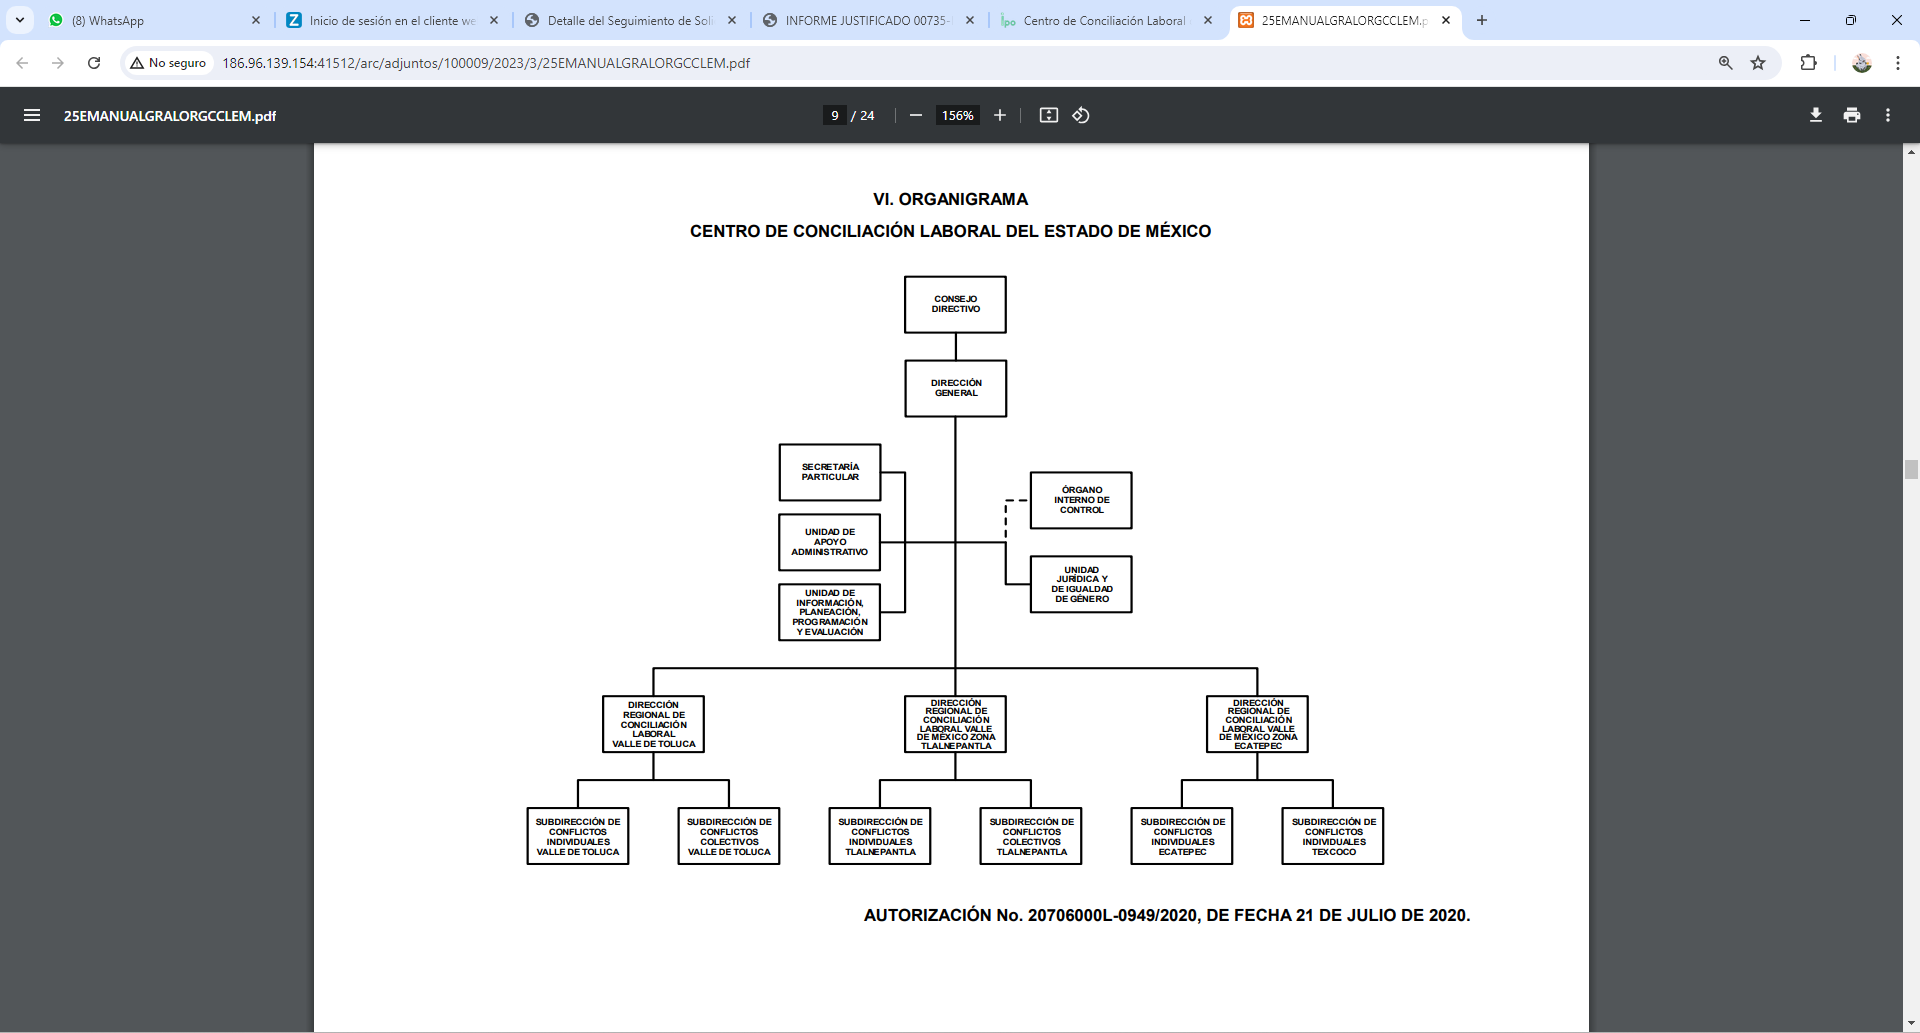 (8) WhatsApp
Inicio de sesión en el cliente we
Detalle del Seguimiento de Soli
INFORME JUSTIFICADO 00735-
ipo
Centro de Conciliación Laboral
25EMANUALGRALORGCCLEM.p
No seguro
186.96.139.154:41512/arc/adjuntos/100009/2023/3/25EMANUALGRALORGCCLEM.pdf
25EMANUALGRALORGCCLEM.pdf
9 / 24
156%
VI. ORGANIGRAMA
CENTRO DE CONCILIACIÓN LABORAL DEL ESTADO DE MÉXICO
CONSEJO
DIRECTIVO
DIRECCIÓN
GENERAL
SECRETARÍA
PARTICULAR
ÓRGANO
INTERNO DE
CONTROL
UNIDAD DE
APOYO
ADMINISTRATIVO
UNIDAD
JURÍDICA Y
DE IGUALDAD
DE GÉNERO
UNIDAD DE
INFORMACIÓN,
PLANEACIÓN,
PROGRAMACIÓN
Y EVALUACIÓN
DIRECCIÓN
REGIONAL DE
CONCILIACIÓN
LABORAL
VALLE DE TOLUCA
DIRECCIÓN
REGIONAL DE
CONCILIACIÓN
LABORAL VALLE
DE MÉXICO ZONA
TLALNEPANTLA
DIRECCIÓN
REGIONAL DE
CONCILIACIÓN
LABORAL VALLE
DE MÉXICO ZONA
ECATEPEC
SUBDIRECCIÓN DE
CONFLICTOS
INDIVIDUALES
VALLE DE TOLUCA
SUBDIRECCIÓN DE
CONFLICTOS
COLECTIVOS
VALLE DE TOLUCA
SUBDIRECCIÓN DE
CONFLICTOS
INDIVIDUALES
TLALNEPANTLA
SUBDIRECCIÓN DE
CONFLICTOS
COLECTIVOS
TLALNEPANTLA
SUBDIRECCIÓN DE
CONFLICTOS
INDIVIDUALES
ECATEPEC
SUBDIRECCIÓN DE
CONFLICTOS
INDIVIDUALES
TEXCOCO
AUTORIZACIÓN No. 20706000L-0949/2020, DE FECHA 21 DE JULIO DE 2020.